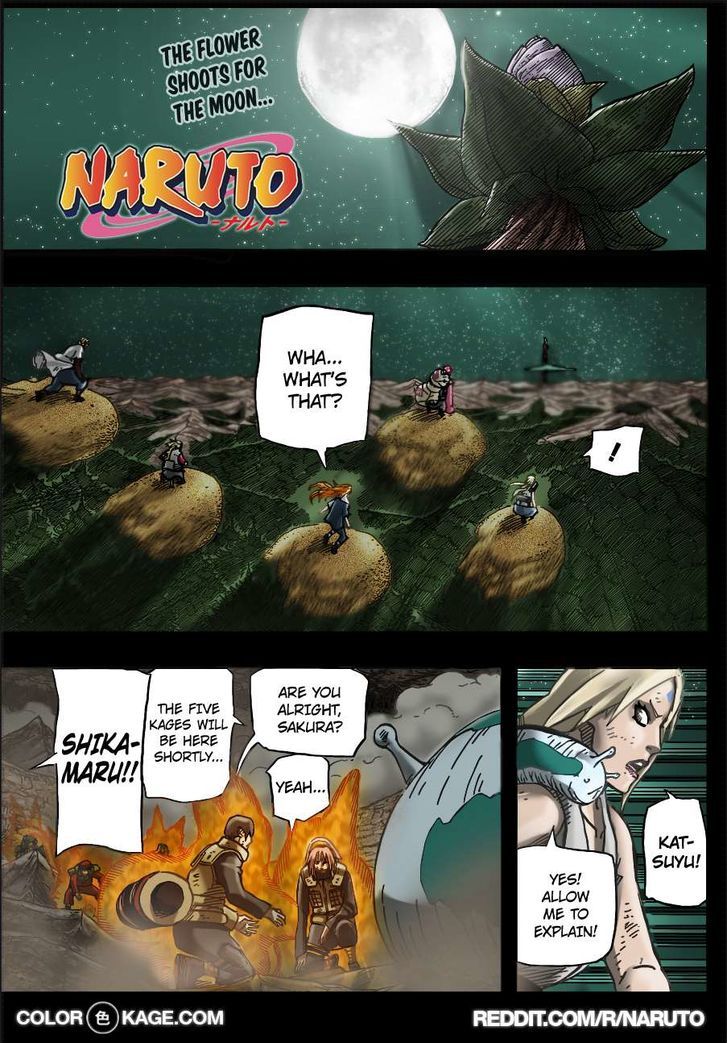 THE FLOWER
SHOOTS FOR
THE MOON...
NARUTO
-ナルト-
WHA...
WHAT'S
THAT?
!
KAT-
SUYU!
YES!
ALLOW
ME TO
EXPLAIN!
ARE YOU
ALRIGHT,
SAKURA?
YEAH...
THE FIVE
KAGES WILL
BE HERE
SHORTLY...
SHIKA-
MARU!!
COLOR 色 KAGE.COM
REDDIT.COM/R/NARUTO